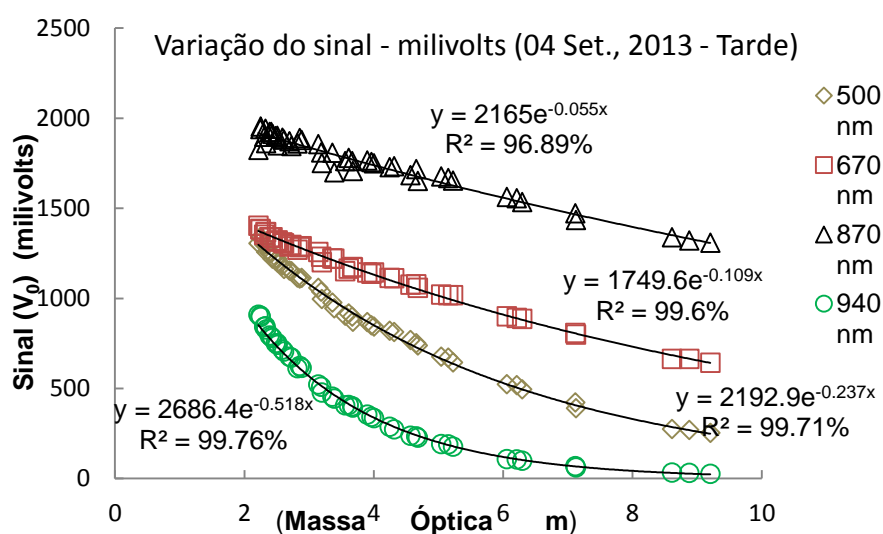 Variação do sinal - milivolts (04 Set., 2013 - Tarde)
Sinal (V₀) (milivolts)
2500
2000
1500
1000
500
0
0 2 4 6 8 10
(Massa Óptica m)
y = 2165e^-0.055x
R² = 96.89%
y = 1749.6e^-0.109x
R² = 99.6%
y = 2192.9e^-0.237x
R² = 99.71%
y = 2686.4e^-0.518x
R² = 99.76%
500
nm
670
nm
870
nm
940
nm